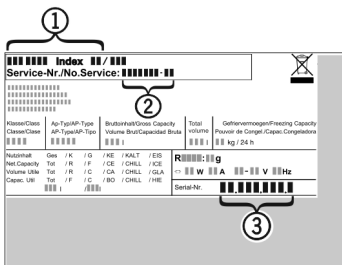 1
Index /
Service-Nr./No.Service: -
2
Klasse/Class Ap-Typ/AP-Type Bruttoinhalt/Gross Capacity Total Gefriervermoegen/Freezing Capacity
Classe/Clase AP-Type/AP-Tipo Volume Brut/Capacidad Bruta volume Pouvoir de Congel./Capac.Congeladora
l l kg / 24 h
Nutzinhalt Ges / K / G / KE / KALT / EIS
Net.Capacity Tot / R / F / CE / CHILL / ICE
Volume Utile Tot / R / C / CA / CHILL / GLA
Capac. Util Tot / F / C / BO / CHILL / HIE
l / l
R : g
W A - V Hz
Serial-Nr. . . .
3